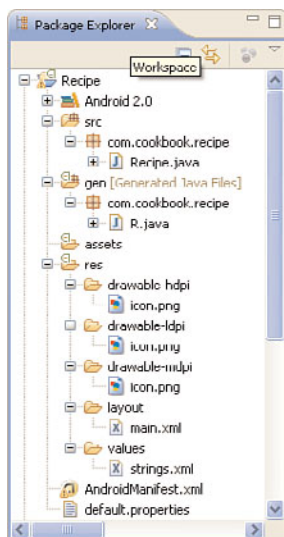 Package Explorer
Workspace
Recipe
Android 2.0
src
com.cookbook.recipe
Recipe.java
gen [Generated Java Files]
com.cookbook.recipe
R.java
assets
res
drawable-hdpi
icon.png
drawable-ldpi
icon.png
drawable-mdpi
icon.png
layout
main.xml
values
strings.xml
AndroidManifest.xml
default.properties